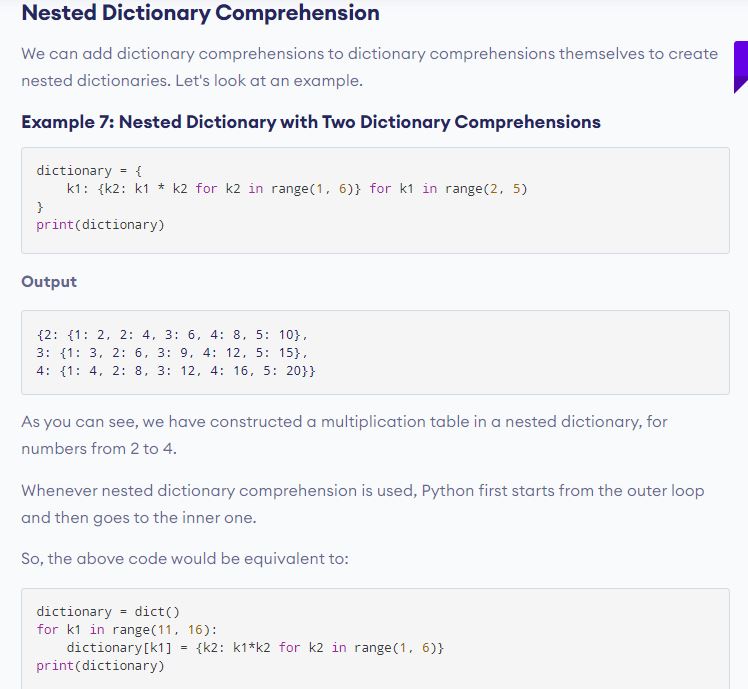 Nested Dictionary Comprehension
We can add dictionary comprehensions to dictionary comprehensions themselves to create
nested dictionaries. Let's look at an example.
Example 7: Nested Dictionary with Two Dictionary Comprehensions
dictionary = {
    k1: {k2: k1 * k2 for k2 in range(1, 6)} for k1 in range(2, 5)
}
print(dictionary)
Output
{2: {1: 2, 2: 4, 3: 6, 4: 8, 5: 10},
3: {1: 3, 2: 6, 3: 9, 4: 12, 5: 15},
4: {1: 4, 2: 8, 3: 12, 4: 16, 5: 20}}
As you can see, we have constructed a multiplication table in a nested dictionary, for
numbers from 2 to 4.
Whenever nested dictionary comprehension is used, Python first starts from the outer loop
and then goes to the inner one.
So, the above code would be equivalent to:
dictionary = dict()
for k1 in range(11, 16):
    dictionary[k1] = {k2: k1*k2 for k2 in range(1, 6)}
print(dictionary)